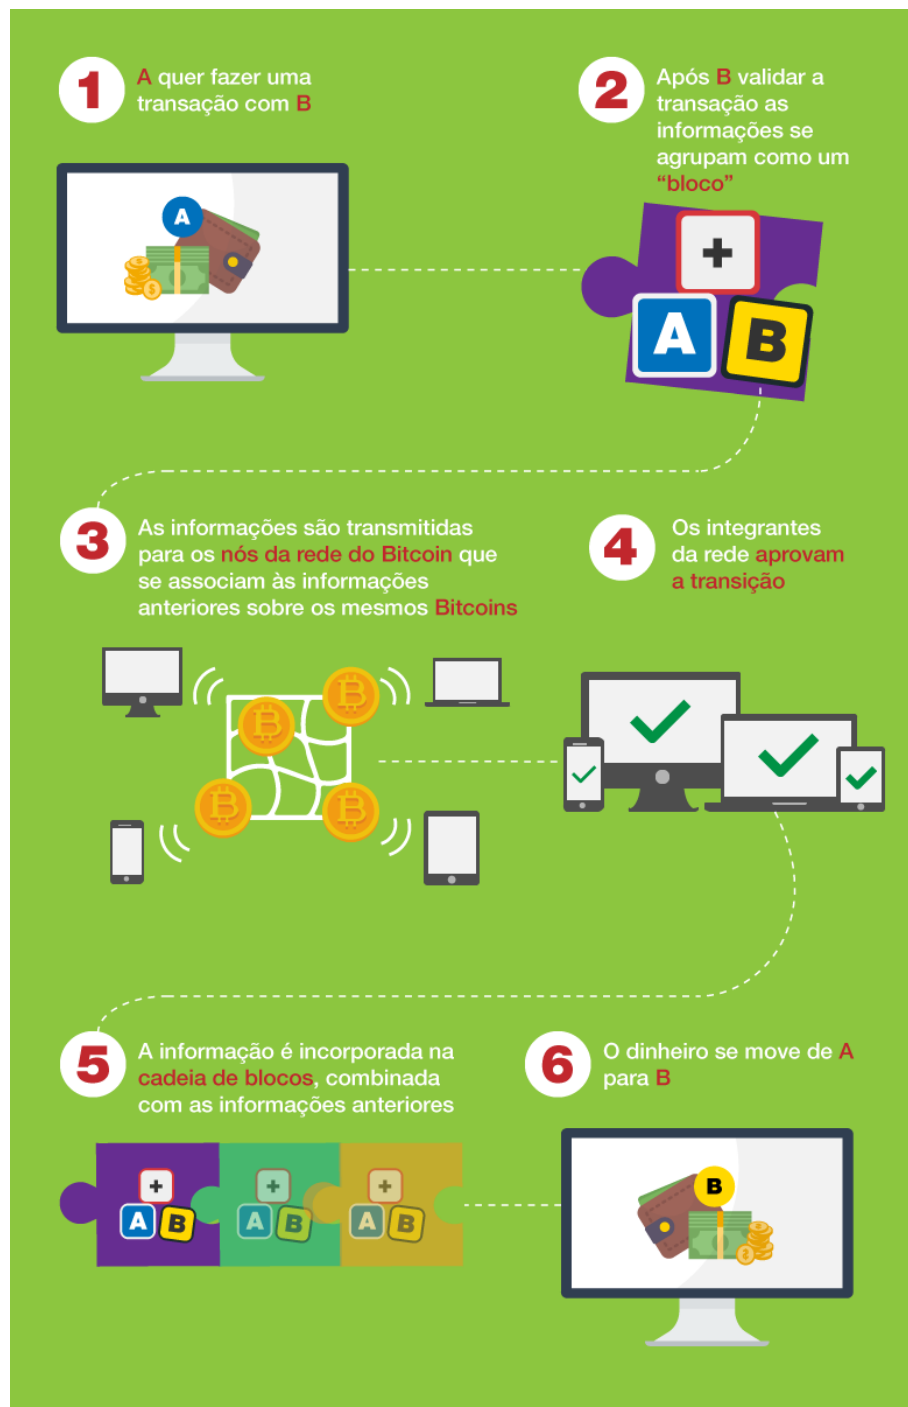 1
A quer fazer uma
transação com B
A
$
2
Após B validar a
transação as
informações se
agrupam como um
“bloco”
+
A B
3
As informações são transmitidas
para os nós da rede do Bitcoin que
se associam às informações
anteriores sobre os mesmos Bitcoins
B
B
B
B
4
Os integrantes
da rede aprovam
a transição
5
A informação é incorporada na
cadeia de blocos, combinada
com as informações anteriores
+ + +
A B A B A B
6
O dinheiro se move de A
para B
B
$